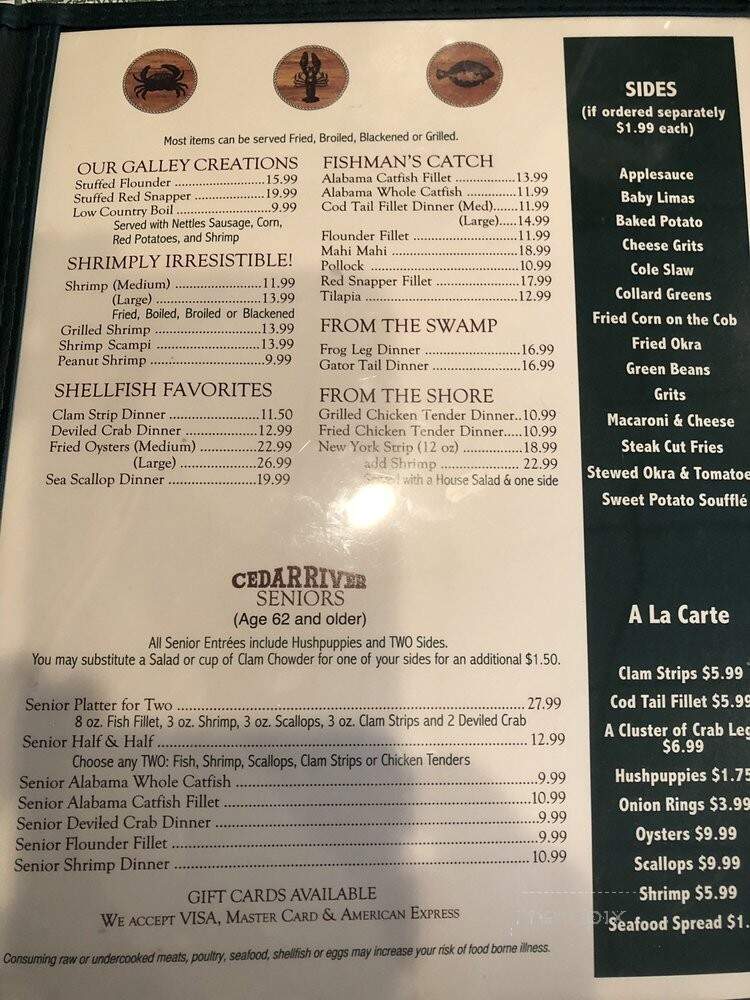 Most items can be served Fried, Broiled, Blackened or Grilled.
OUR GALLEY CREATIONS
Stuffed Flounder ..........................15.99
Stuffed Red Snapper .....................19.99
Low Country Boil ...........................9.99
Served with Nettles Sausage, Corn,
Red Potatoes, and Shrimp
SHRIMPLY IRRESISTIBLE!
Shrimp (Medium) .........................11.99
(Large) .........................13.99
Fried, Boiled, Broiled or Blackened
Grilled Shrimp .............................13.99
Shrimp Scampi .............................13.99
Peanut Shrimp ...............................9.99
SHELLFISH FAVORITES
Clam Strip Dinner ........................11.50
Deviled Crab Dinner ....................12.99
Fried Oysters (Medium) ................22.99
(Large) .........................26.99
Sea Scallop Dinner ........................19.99
FISHMAN'S CATCH
Alabama Catfish Fillet .................13.99
Alabama Whole Catfish ...............11.99
Cod Tail Fillet Dinner (Med)......11.99
(Large).....14.99
Flounder Fillet ..............................11.99
Mahi Mahi ....................................18.99
Pollock ..........................................10.99
Red Snapper Fillet ........................17.99
Tilapia ...........................................12.99
FROM THE SWAMP
Frog Leg Dinner ...........................16.99
Gator Tail Dinner .........................16.99
FROM THE SHORE
Grilled Chicken Tender Dinner..10.99
Fried Chicken Tender Dinner.....10.99
New York Strip (12 oz) .................18.99
add Shrimp ..................... 22.99
Served with a House Salad & one side
CEDAR RIVER
SENIORS
(Age 62 and older)
All Senior Entrées include Hushpuppies and TWO Sides.
You may substitute a Salad or cup of Clam Chowder for one of your sides for an additional $1.50.
Senior Platter for Two ....................................................................27.99
8 oz. Fish Fillet, 3 oz. Shrimp, 3 oz. Scallops, 3 oz. Clam Strips and 2 Deviled Crab
Senior Half & Half ........................................................................12.99
Choose any TWO: Fish, Shrimp, Scallops, Clam Strips or Chicken Tenders
Senior Alabama Whole Catfish ..........................................................9.99
Senior Alabama Catfish Fillet ..........................................................10.99
Senior Deviled Crab Dinner .............................................................9.99
Senior Flounder Fillet .....................................................................9.99
Senior Shrimp Dinner ....................................................................10.99
GIFT CARDS AVAILABLE
WE ACCEPT VISA, MASTER CARD & AMERICAN EXPRESS
Consuming raw or undercooked meats, poultry, seafood, shellfish or eggs may increase your risk of food borne illness.
SIDES
(if ordered separately
$1.99 each)
Applesauce
Baby Limas
Baked Potato
Cheese Grits
Cole Slaw
Collard Greens
Fried Corn on the Cob
Fried Okra
Green Beans
Grits
Macaroni & Cheese
Steak Cut Fries
Stewed Okra & Tomatoe
Sweet Potato Soufflé
A La Carte
Clam Strips $5.99
Cod Tail Fillet $5.99
A Cluster of Crab Leg
$6.99
Hushpuppies $1.75
Onion Rings $3.99
Oysters $9.99
Scallops $9.99
Shrimp $5.99
Seafood Spread $1.